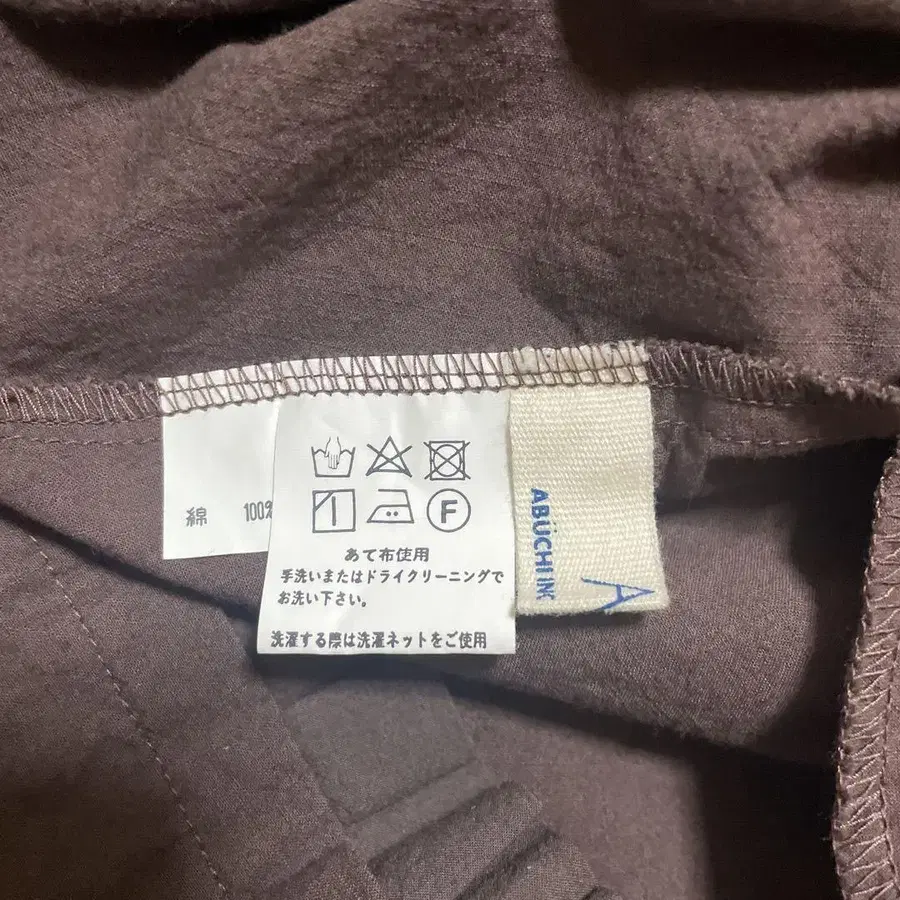 綿 100%
F
あて布使用
手洗いまたはドライクリーニングで
お洗い下さい。
洗濯する際は洗濯ネットをご使用
ABÚCHI INK
A